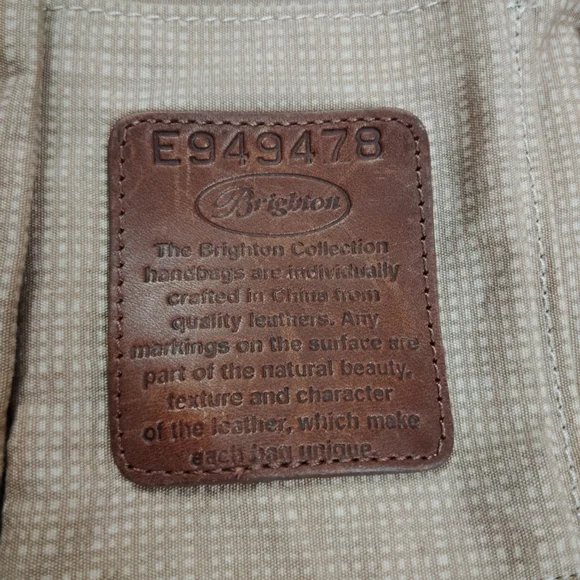 E949478
Brighton
The Brighton Collection
handbags are individually
crafted in China from
quality leathers. Any
markings on the surface are
part of the natural beauty,
texture and character
of the leather, which make
each bag unique.